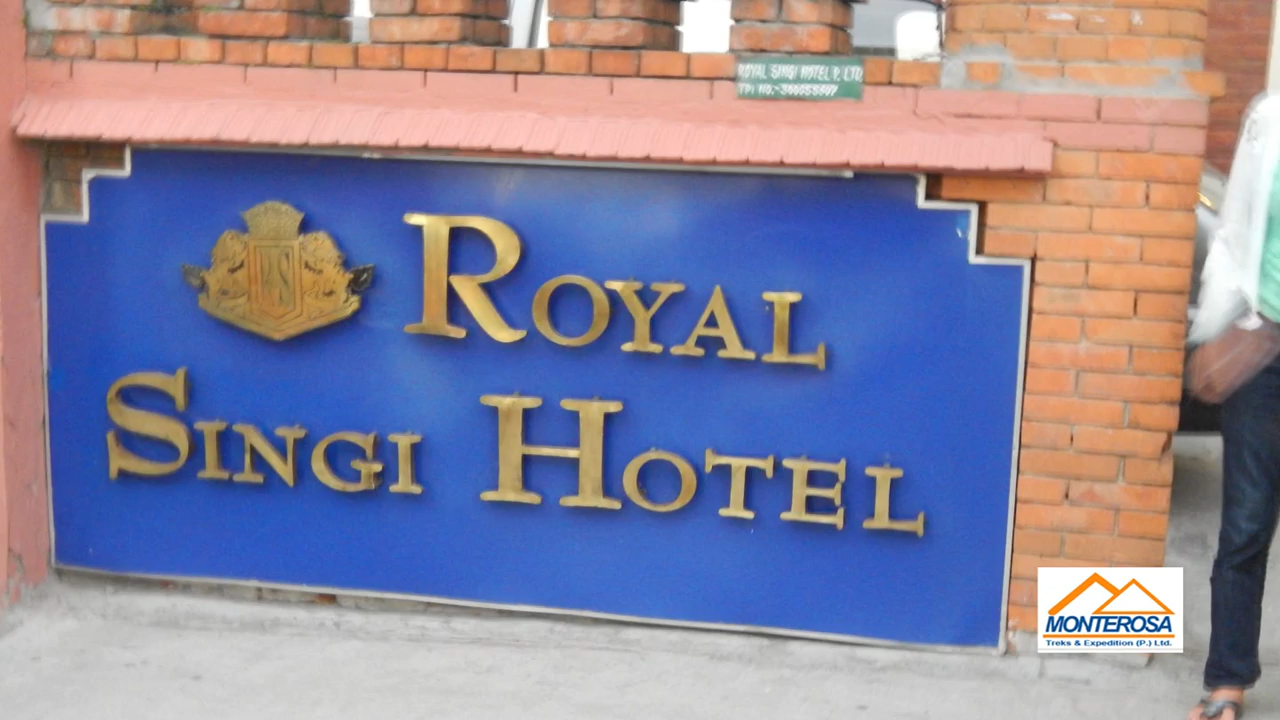 ROYAL SINGI HOTEL P. LTD
ROYAL
SINGI HOTEL
MONTEROSA
Treks & Expedition (P.) Ltd.